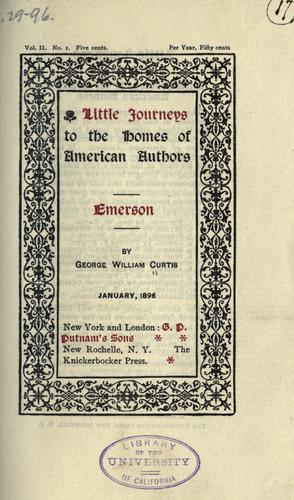 .29-96.
17
Vol. II. No. 1. Five cents. Per Year, Fifty cents
Little Journeys
to the Homes of
American Authors
Emerson
BY
GEORGE WILLIAM CURTIS
JANUARY, 1896
New York and London: G. P.
Putnam's Sons * *
New Rochelle, N. Y. The
Knickerbocker Press. *
LIBRARY
OF THE
UNIVERSITY
OF CALIFORNIA